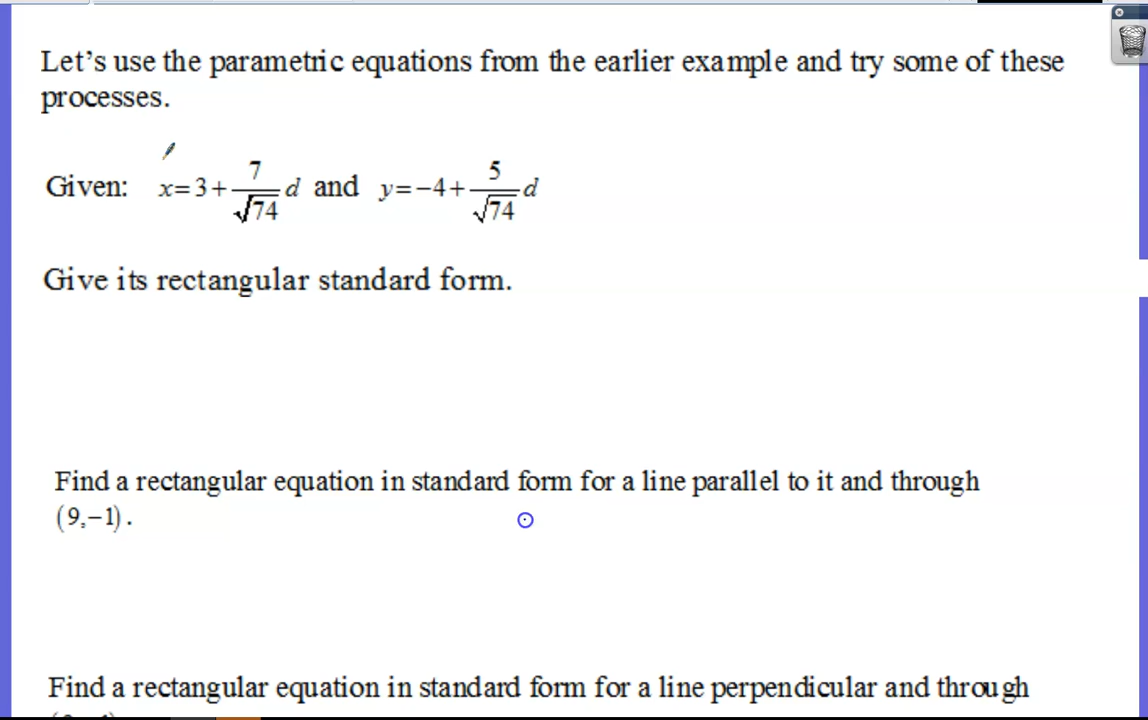 Let's use the parametric equations from the earlier example and try some of these
processes.
Given: x=3+7/√74 d and y=−4+5/√74 d
Give its rectangular standard form.
Find a rectangular equation in standard form for a line parallel to it and through
(9,−1).
Find a rectangular equation in standard form for a line perpendicular and through